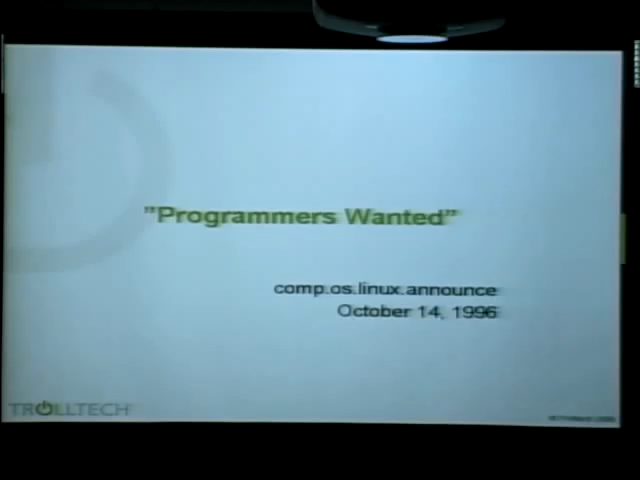 "Programmers Wanted"
comp.os.linux.announce
October 14, 1996
TROLLTECH